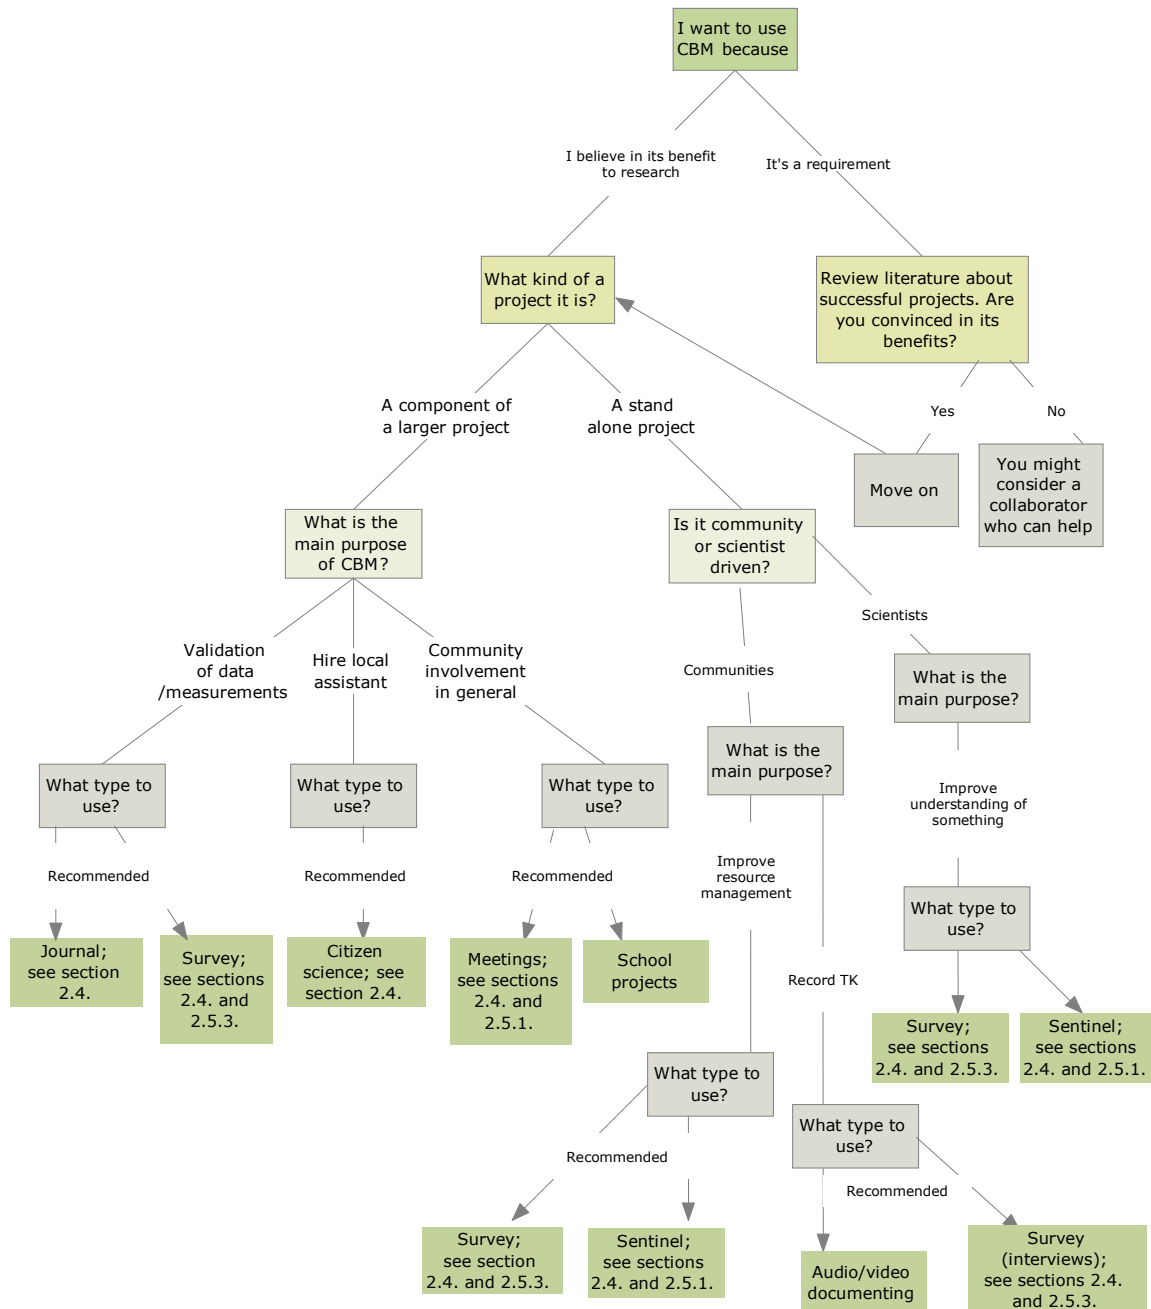 I want to use
CBM because
I believe in its benefit
to research
It's a requirement
What kind of a
project it is?
Review literature about
successful projects. Are
you convinced in its
benefits?
A component of
a larger project
A stand
alone project
Yes
No
Move on
You might
consider a
collaborator
who can help
What is the
main purpose
of CBM?
Is it community
or scientist
driven?
Scientists
Validation
of data
/measurements
Hire local
assistant
Community
involvement
in general
Communities
What is the
main purpose?
What is the
main purpose?
What type to
use?
What type to
use?
What type to
use?
Improve
understanding of
something
Improve
resource
management
Recommended
Recommended
Recommended
What type to
use?
Journal;
see section
2.4.
Survey;
see sections
2.4. and
2.5.3.
Citizen
science; see
section 2.4.
Meetings;
see sections
2.4. and
2.5.1.
School
projects
Record TK
Survey;
see sections
2.4. and 2.5.3.
Sentinel;
see sections
2.4. and 2.5.1.
What type to
use?
What type to
use?
Recommended
Recommended
Survey;
see section
2.4. and 2.5.3.
Sentinel;
see sections
2.4. and 2.5.1.
Audio/video
documenting
Survey
(interviews);
see sections 2.4.
and 2.5.3.